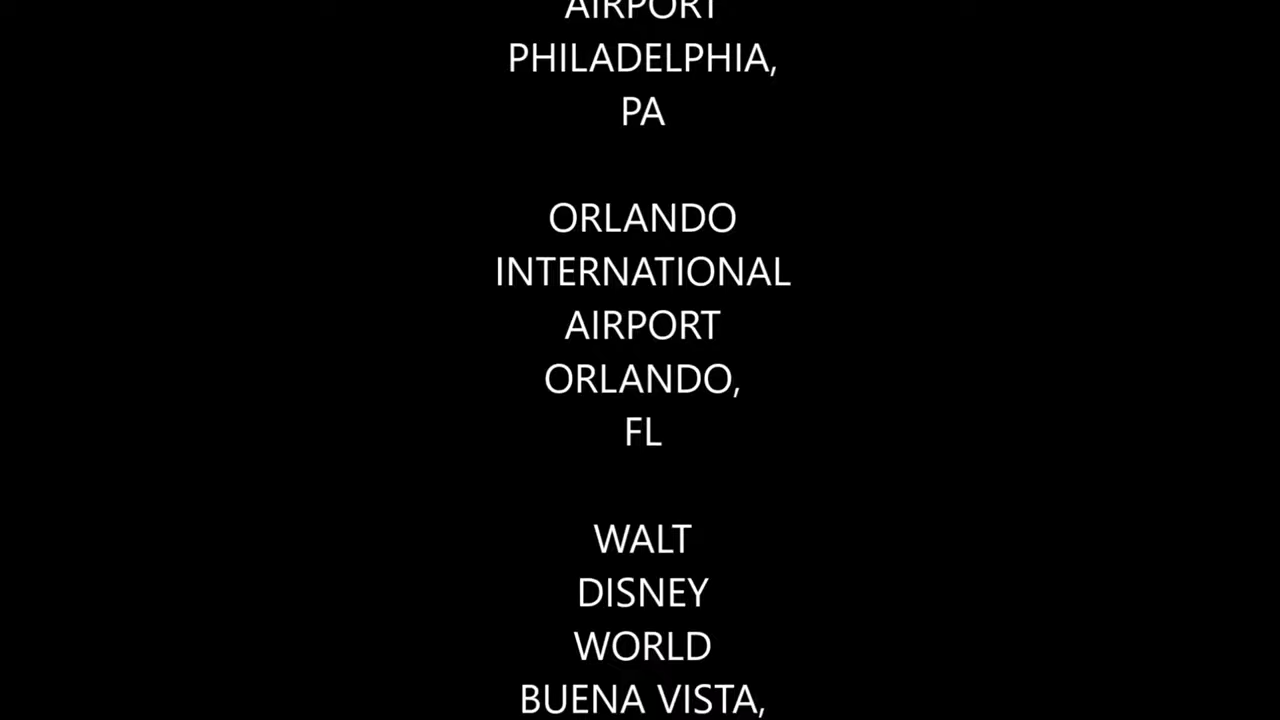 AIRPORT
PHILADELPHIA,
PA
ORLANDO
INTERNATIONAL
AIRPORT
ORLANDO,
FL
WALT
DISNEY
WORLD
BUENA VISTA,